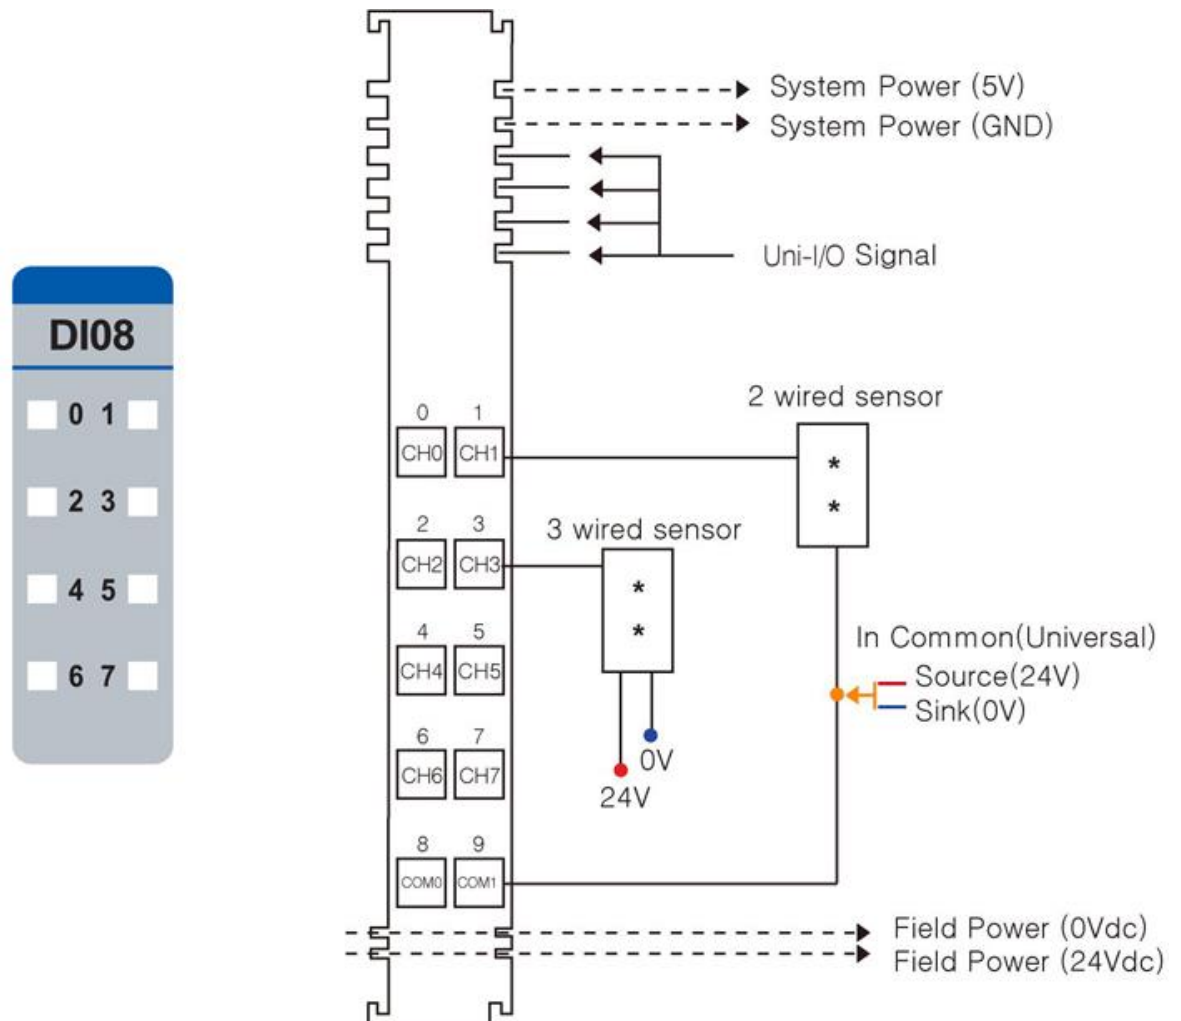 System Power (5V)
System Power (GND)
Uni-I/O Signal
DI08
0 1
2 3
4 5
6 7
2 wired sensor
0 1
CH0 CH1
* *
2 3
3 wired sensor
CH2 CH3
* *
4 5
CH4 CH5
In Common(Universal)
Source(24V)
Sink(0V)
6 7
CH6 CH7
0V
24V
8 9
COM0 COM1
Field Power (0Vdc)
Field Power (24Vdc)